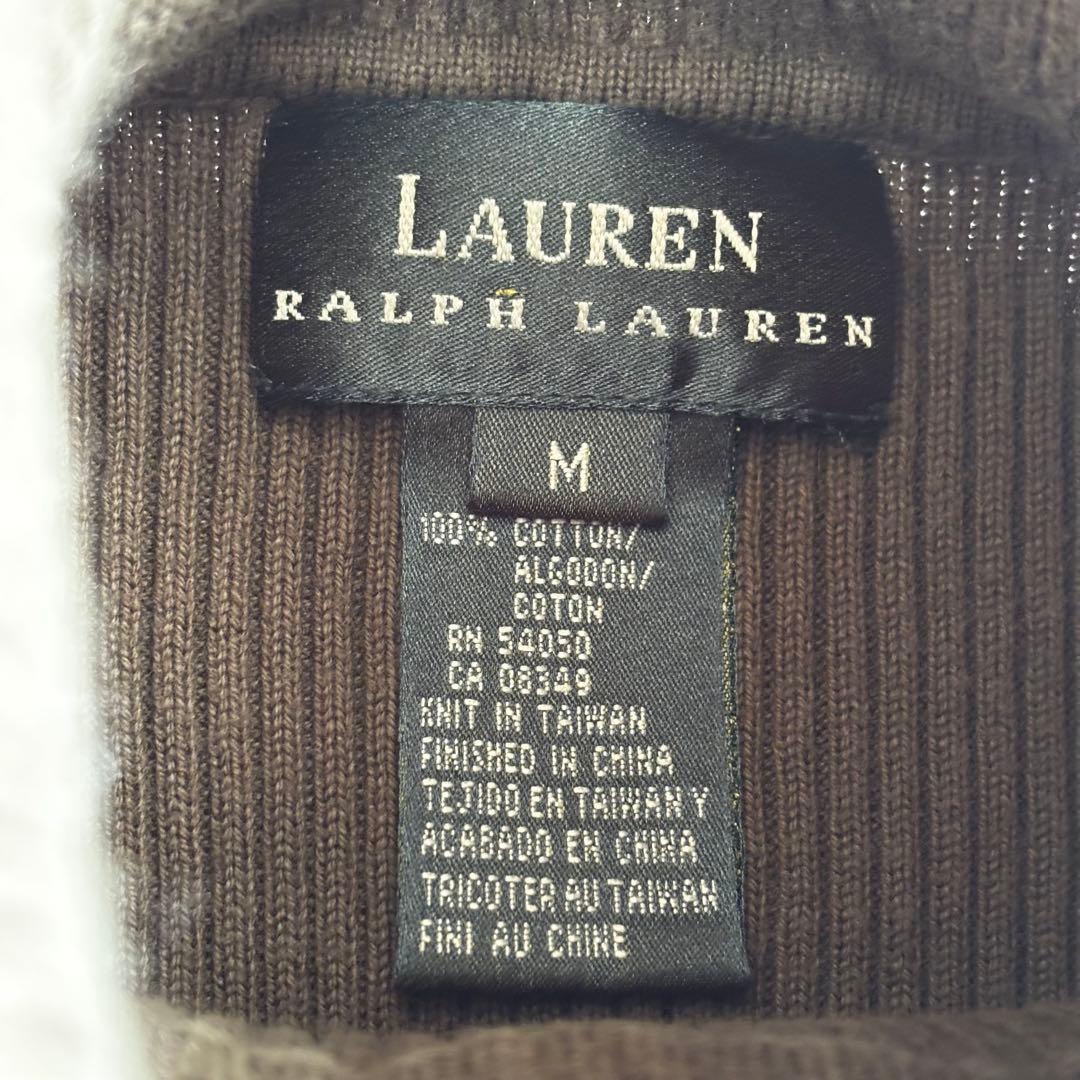 LAUREN
RALPH LAUREN
M
100% COTTON/
ALGODON/
COTON
RN 54050
CA 08349
KNIT IN TAIWAN
FINISHED IN CHINA
TEJIDO EN TAIWAN Y
ACABADO EN CHINA
TRICOTER AU TAIWAN
FINI AU CHINE